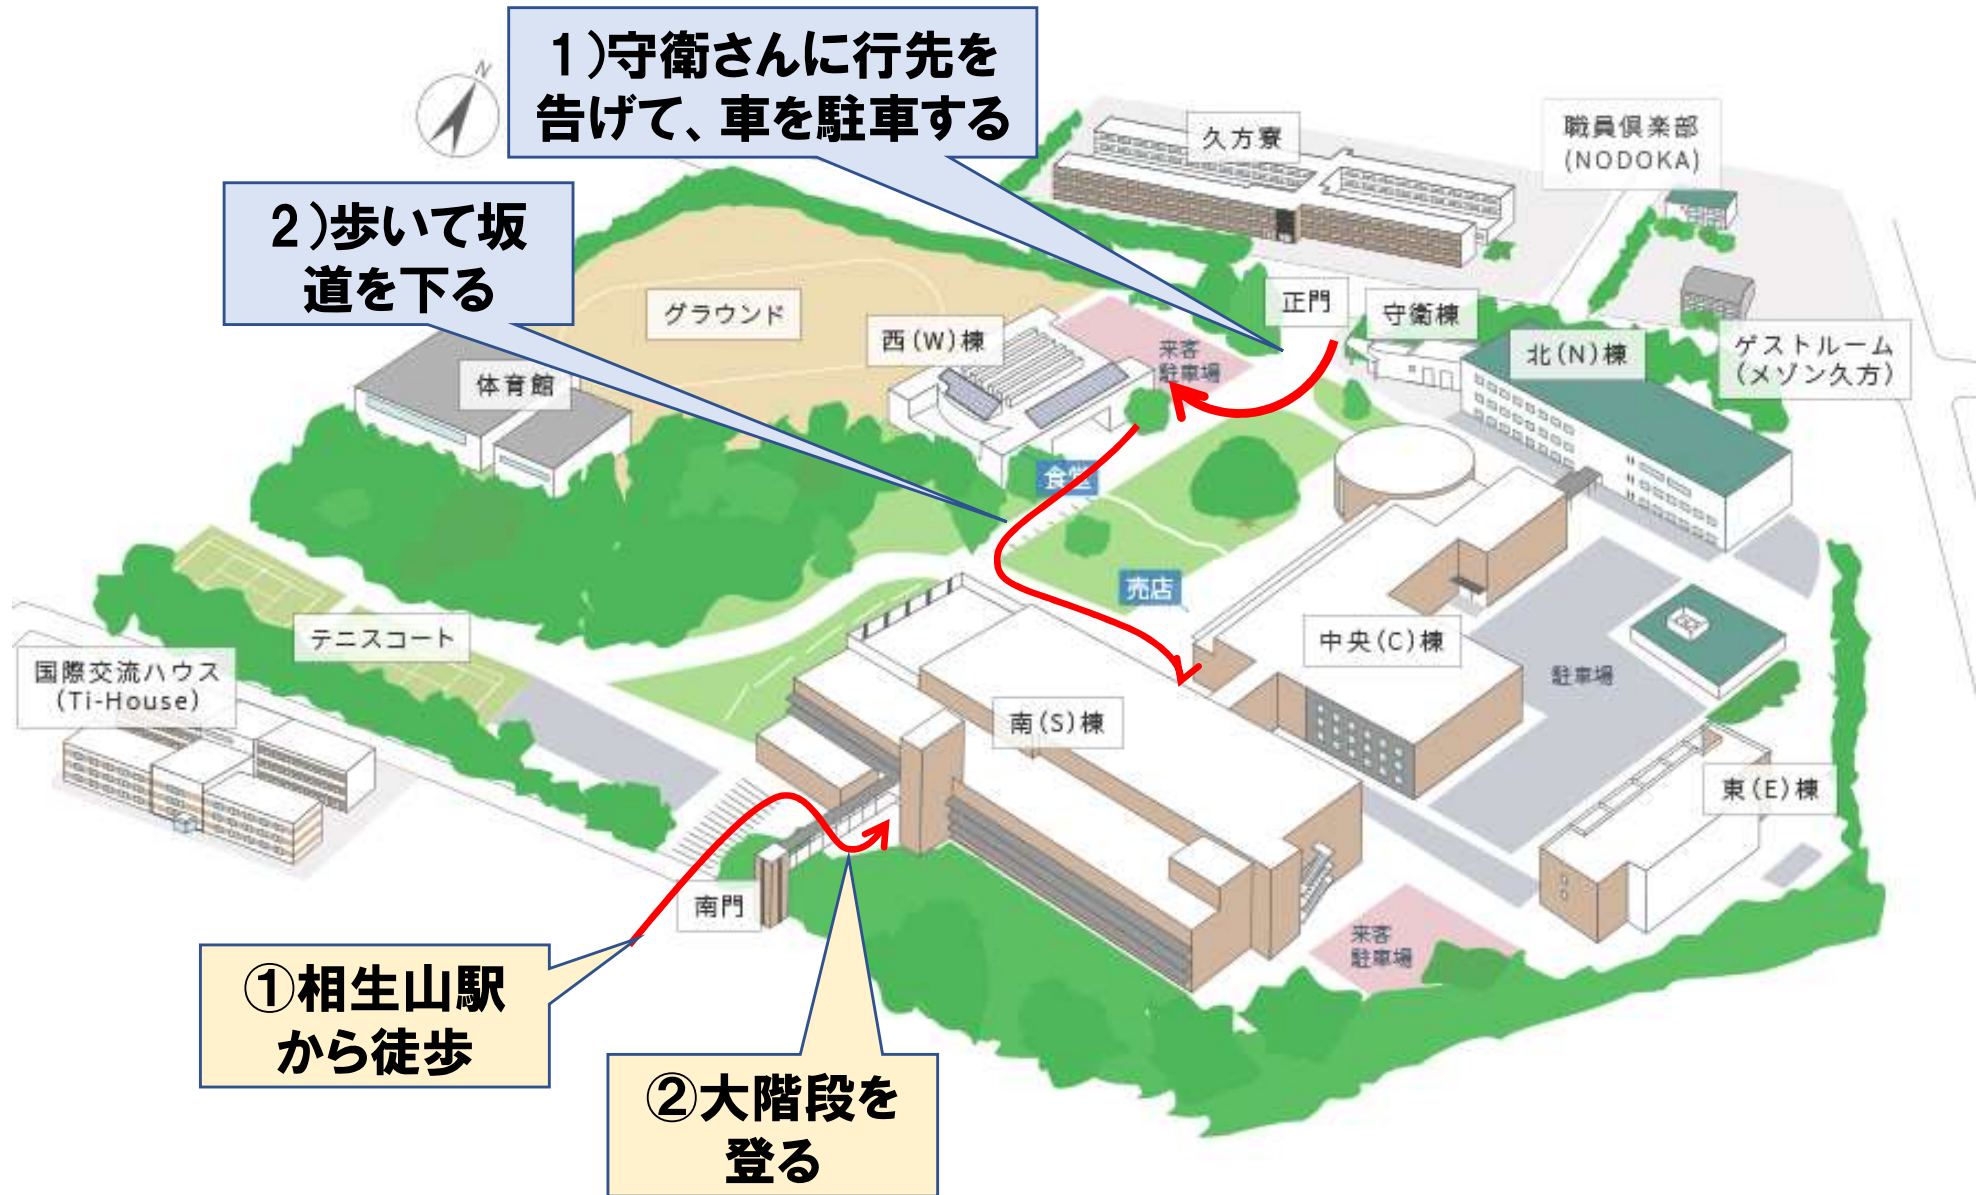 1)守衛さんに行先を
告げて、車を駐車する
N
久方寮
職員倶楽部
(NODOKA)
2)歩いて坂
道を下る
グラウンド
正門
守衛棟
西(W)棟
来客
駐車場
北(N)棟
ゲストルーム
(メゾン久方)
体育館
食堂
売店
テニスコート
中央(C)棟
駐車場
国際交流ハウス
(Ti-House)
南(S)棟
東(E)棟
南門
来客
駐車場
①相生山駅
から徒歩
②大階段を
登る